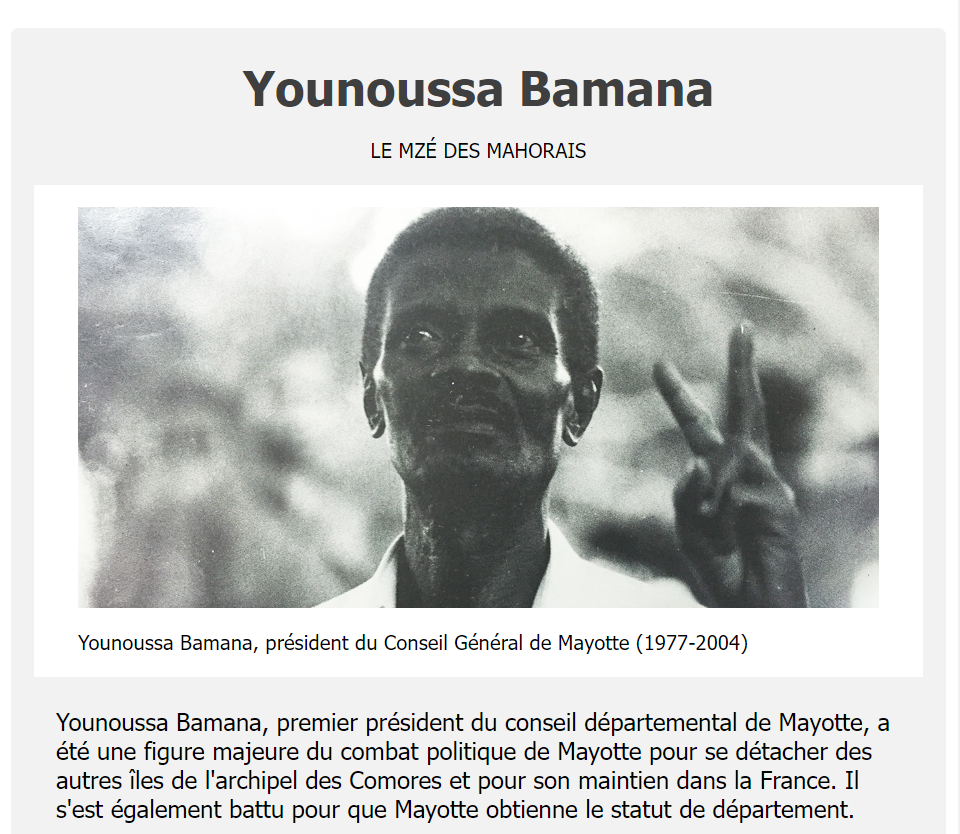 Younoussa Bamana
LE MZÉ DES MAHORAIS
Younoussa Bamana, président du Conseil Général de Mayotte (1977-2004)
Younoussa Bamana, premier président du conseil départemental de Mayotte, a
été une figure majeure du combat politique de Mayotte pour se détacher des
autres îles de l'archipel des Comores et pour son maintien dans la France. Il
s'est également battu pour que Mayotte obtienne le statut de département.